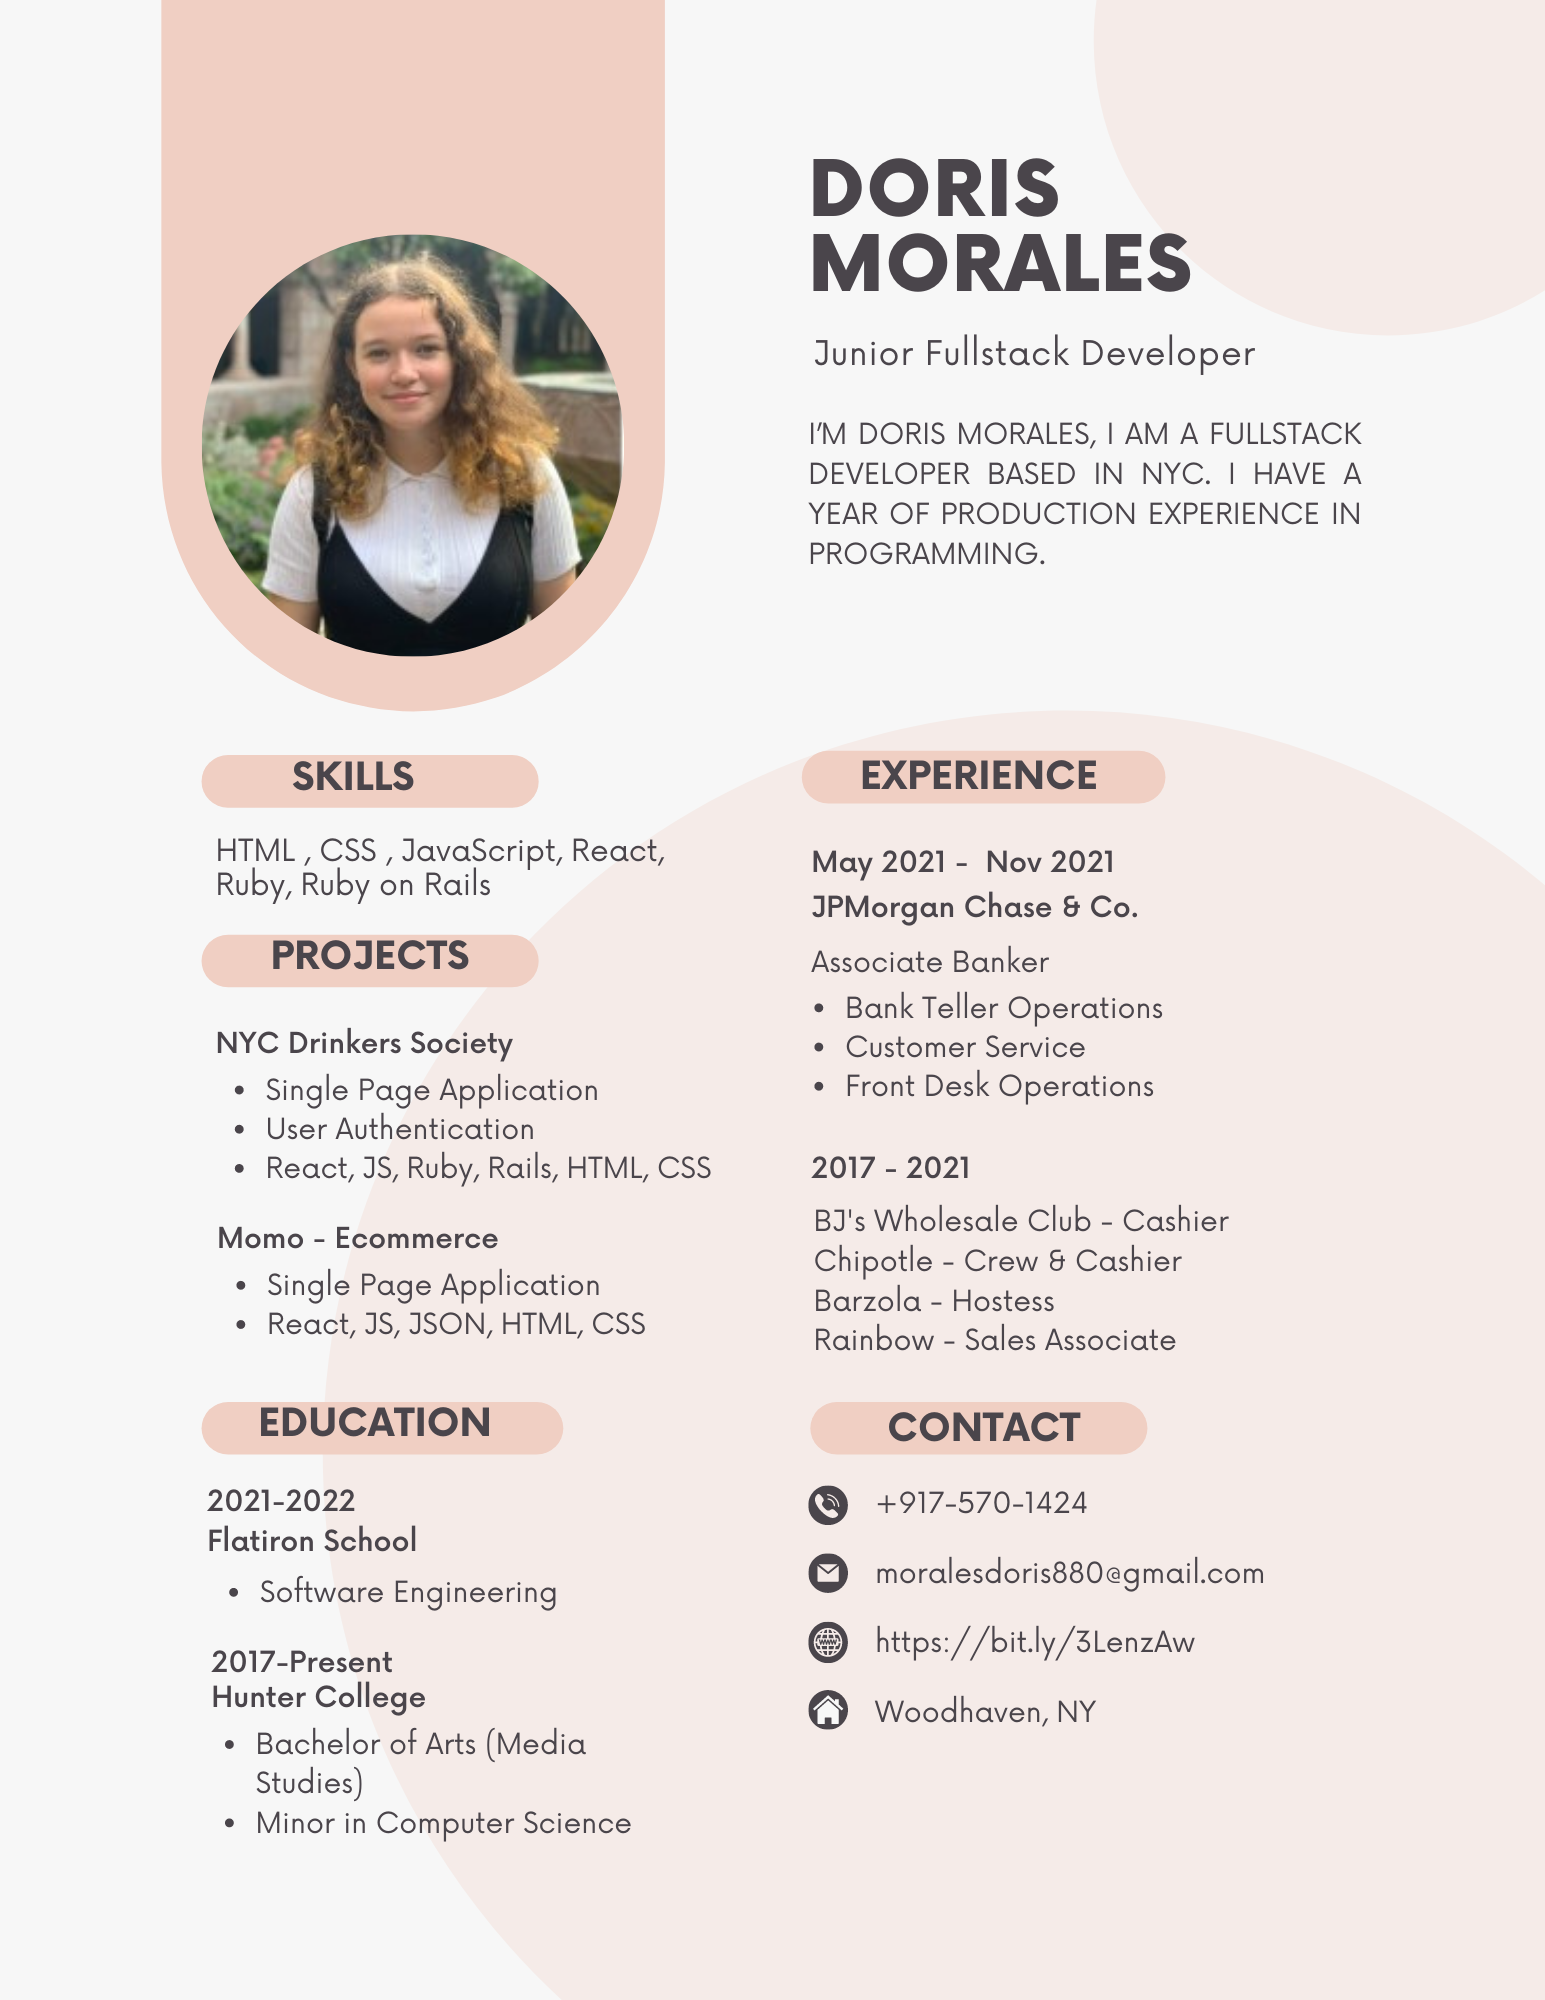 DORIS
MORALES
Junior Fullstack Developer
I'M DORIS MORALES, I AM A FULLSTACK
DEVELOPER BASED IN NYC. I HAVE A
YEAR OF PRODUCTION EXPERIENCE IN
PROGRAMMING.
SKILLS
HTML , CSS , JavaScript, React,
Ruby, Ruby on Rails
PROJECTS
NYC Drinkers Society
• Single Page Application
• User Authentication
• React, JS, Ruby, Rails, HTML, CSS
Momo - Ecommerce
• Single Page Application
• React, JS, JSON, HTML, CSS
EDUCATION
2021-2022
Flatiron School
• Software Engineering
2017-Present
Hunter College
• Bachelor of Arts (Media
Studies)
• Minor in Computer Science
EXPERIENCE
May 2021 - Nov 2021
JPMorgan Chase & Co.
Associate Banker
• Bank Teller Operations
• Customer Service
• Front Desk Operations
2017 - 2021
BJ's Wholesale Club - Cashier
Chipotle - Crew & Cashier
Barzola - Hostess
Rainbow - Sales Associate
CONTACT
+917-570-1424
moralesdoris880@gmail.com
https://bit.ly/3LenzAw
Woodhaven, NY